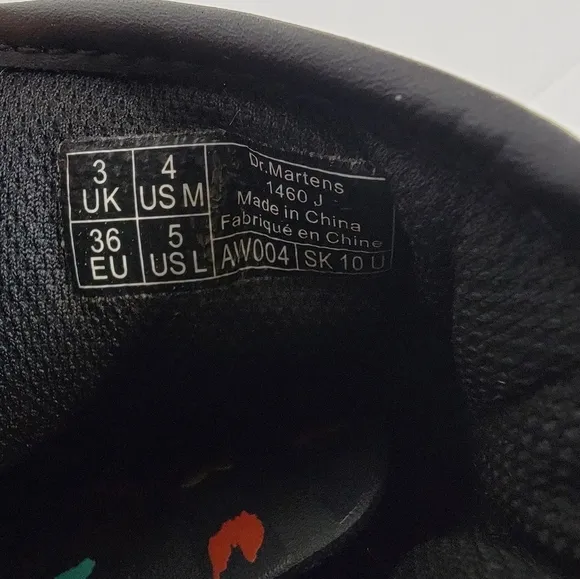 3
UK
4
US M
36
EU
5
US L
Dr.Martens
1460 J
Made in China
Fabriqué en Chine
AW004
SK 10 U